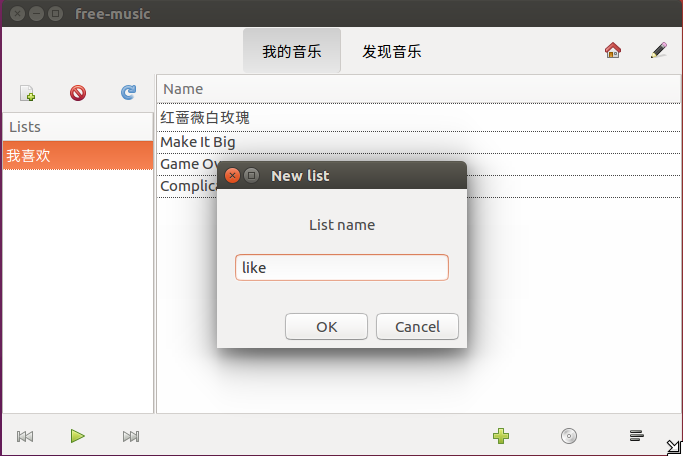 free-music
我的音乐 发现音乐
Name
Lists
红蔷薇白玫瑰
我喜欢
Make It Big
Game Ov
Complica
New list
List name
like
OK Cancel